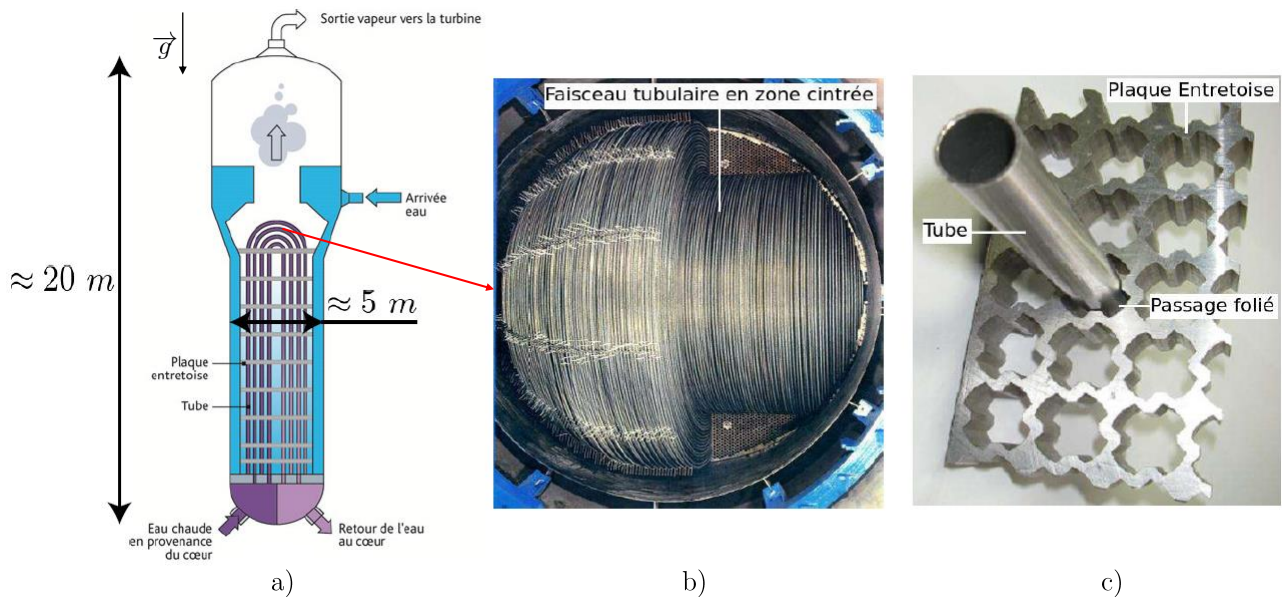 Sortie vapeur vers la turbine
g
≈ 20 m
Arrivée
eau
≈ 5 m
Plaque
entretoise
Tube
Eau chaude
en provenance
du cœur
Retour de l'eau
au cœur
a)
Faisceau tubulaire en zone cintrée
b)
Plaque Entretoise
Tube
Passage folié
c)